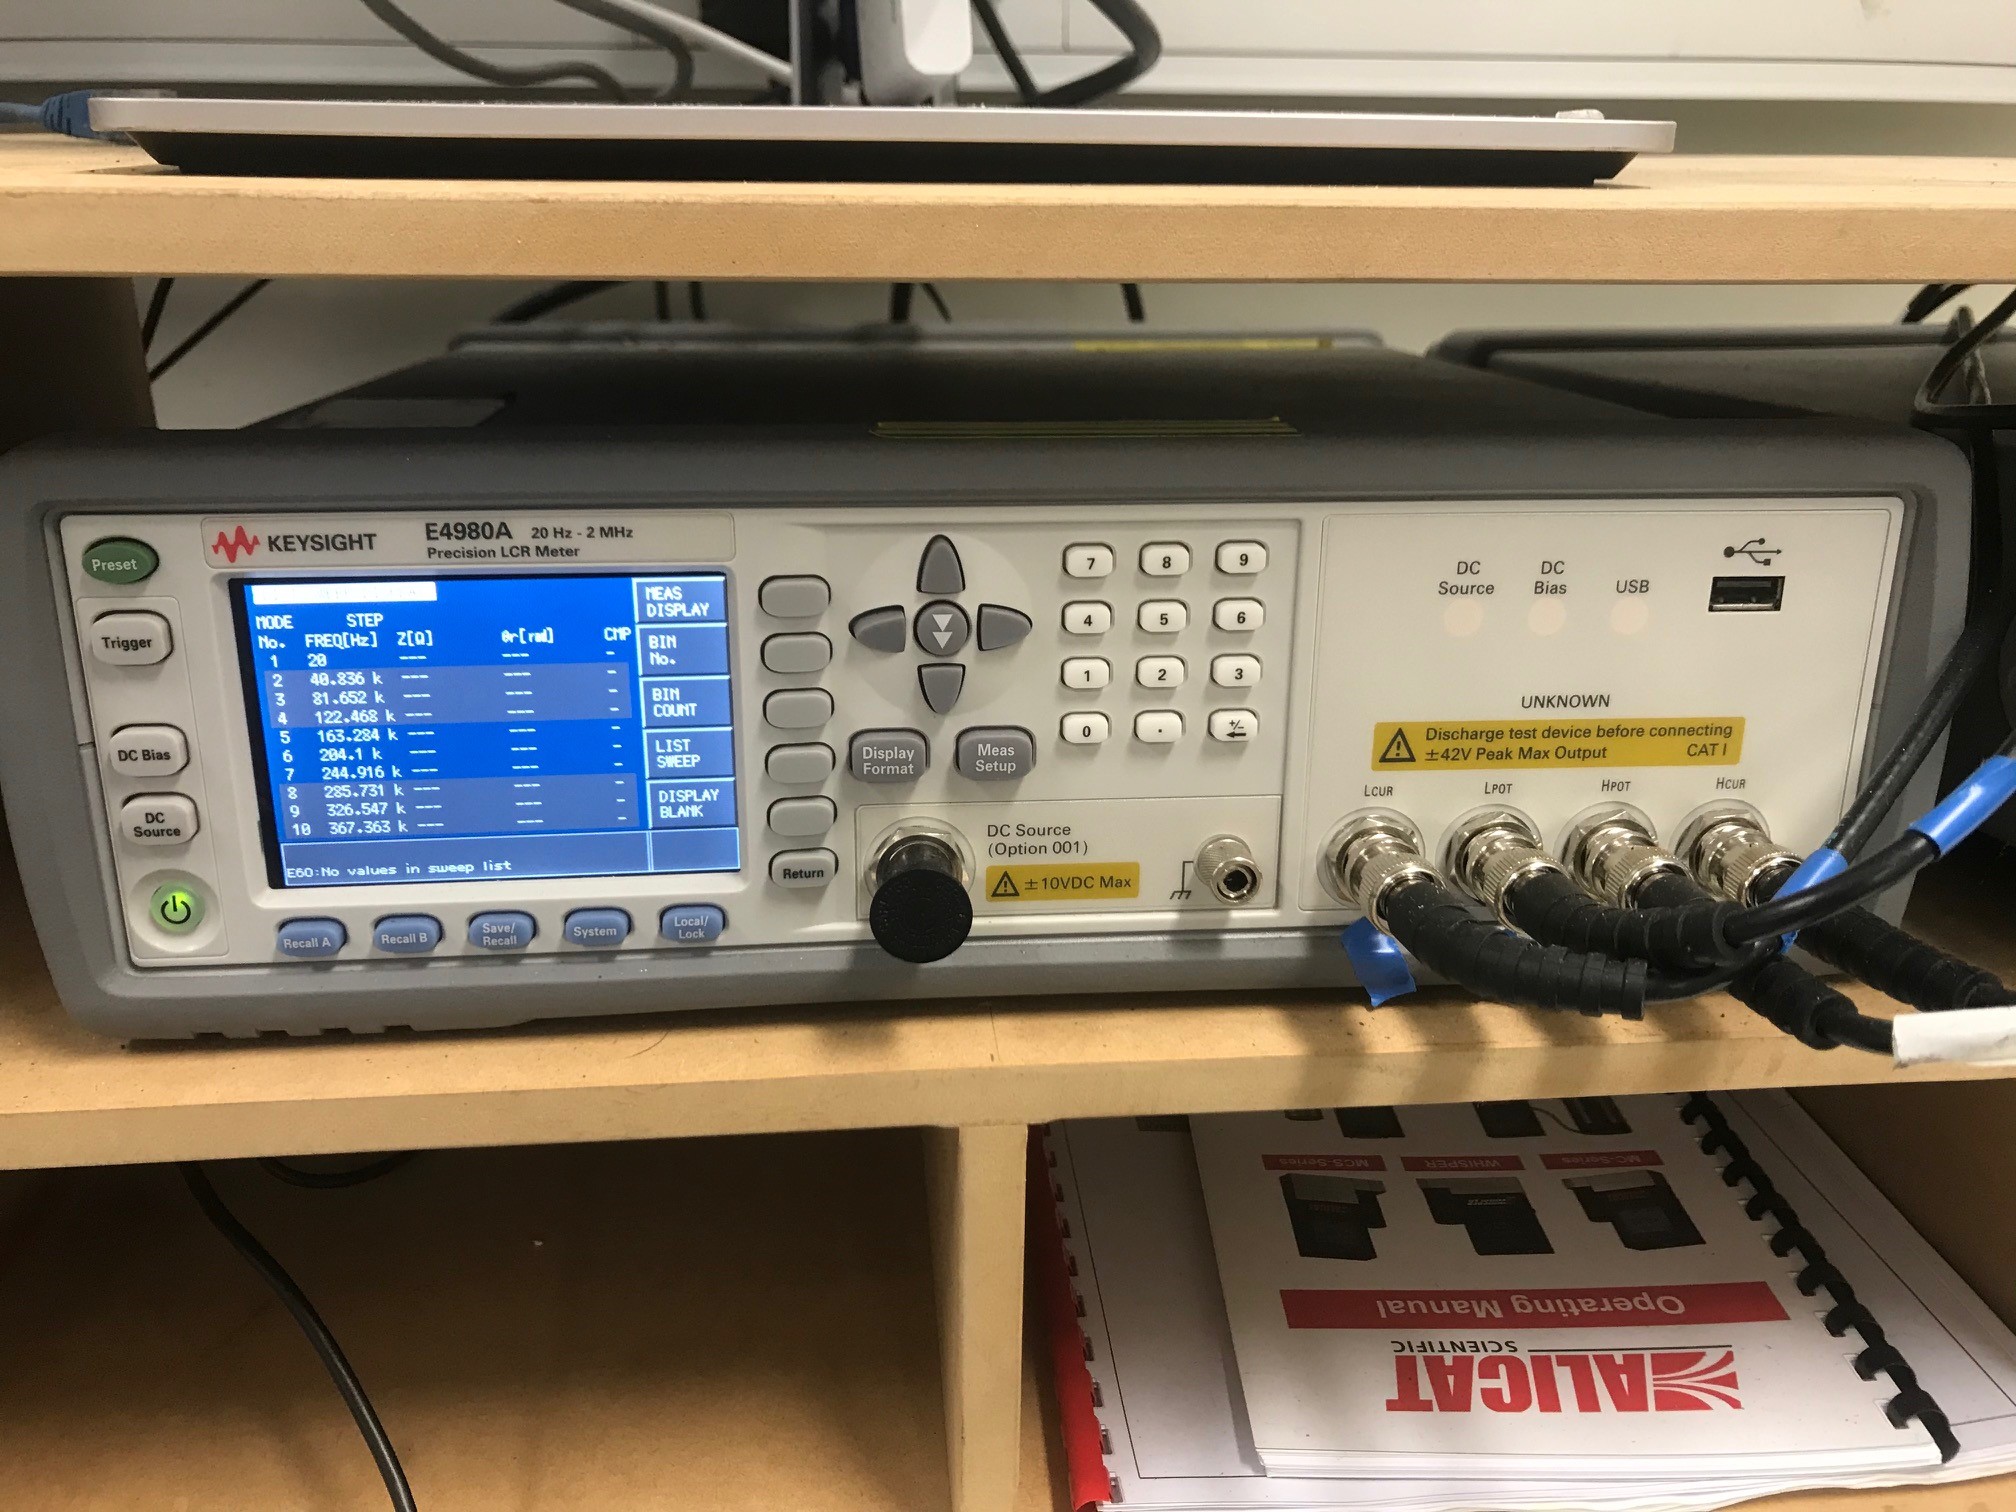 KEYSIGHT
E4980A 20 Hz - 2 MHz
Precision LCR Meter
Preset
Trigger
DC Bias
DC
Source
MODE STEP
No. FREQ[Hz] Z[Ω] θr[rad] CMP
1 20 --- --- -
2 40.836 k --- --- -
3 81.652 k --- --- -
4 122.468 k --- --- -
5 163.284 k --- --- -
6 204.1 k --- --- -
7 244.916 k --- --- -
8 285.731 k --- --- -
9 326.547 k --- --- -
10 367.363 k --- --- -
E60:No values in sweep list
MEAS
DISPLAY
BIN
No.
BIN
COUNT
LIST
SWEEP
DISPLAY
BLANK
Return
Recall A
Recall B
Save/
Recall
System
Local/
Lock
Display
Format
Meas
Setup
7 8 9
4 5 6
1 2 3
0 . +/-
DC Source
(Option 001)
±10VDC Max
DC
Source
DC
Bias
USB
UNKNOWN
Discharge test device before connecting
±42V Peak Max Output CAT I
LCUR LPOT HPOT HCUR
ALICAT
SCIENTIFIC
Operating Manual
MC-Series WHISPER MCS-Series